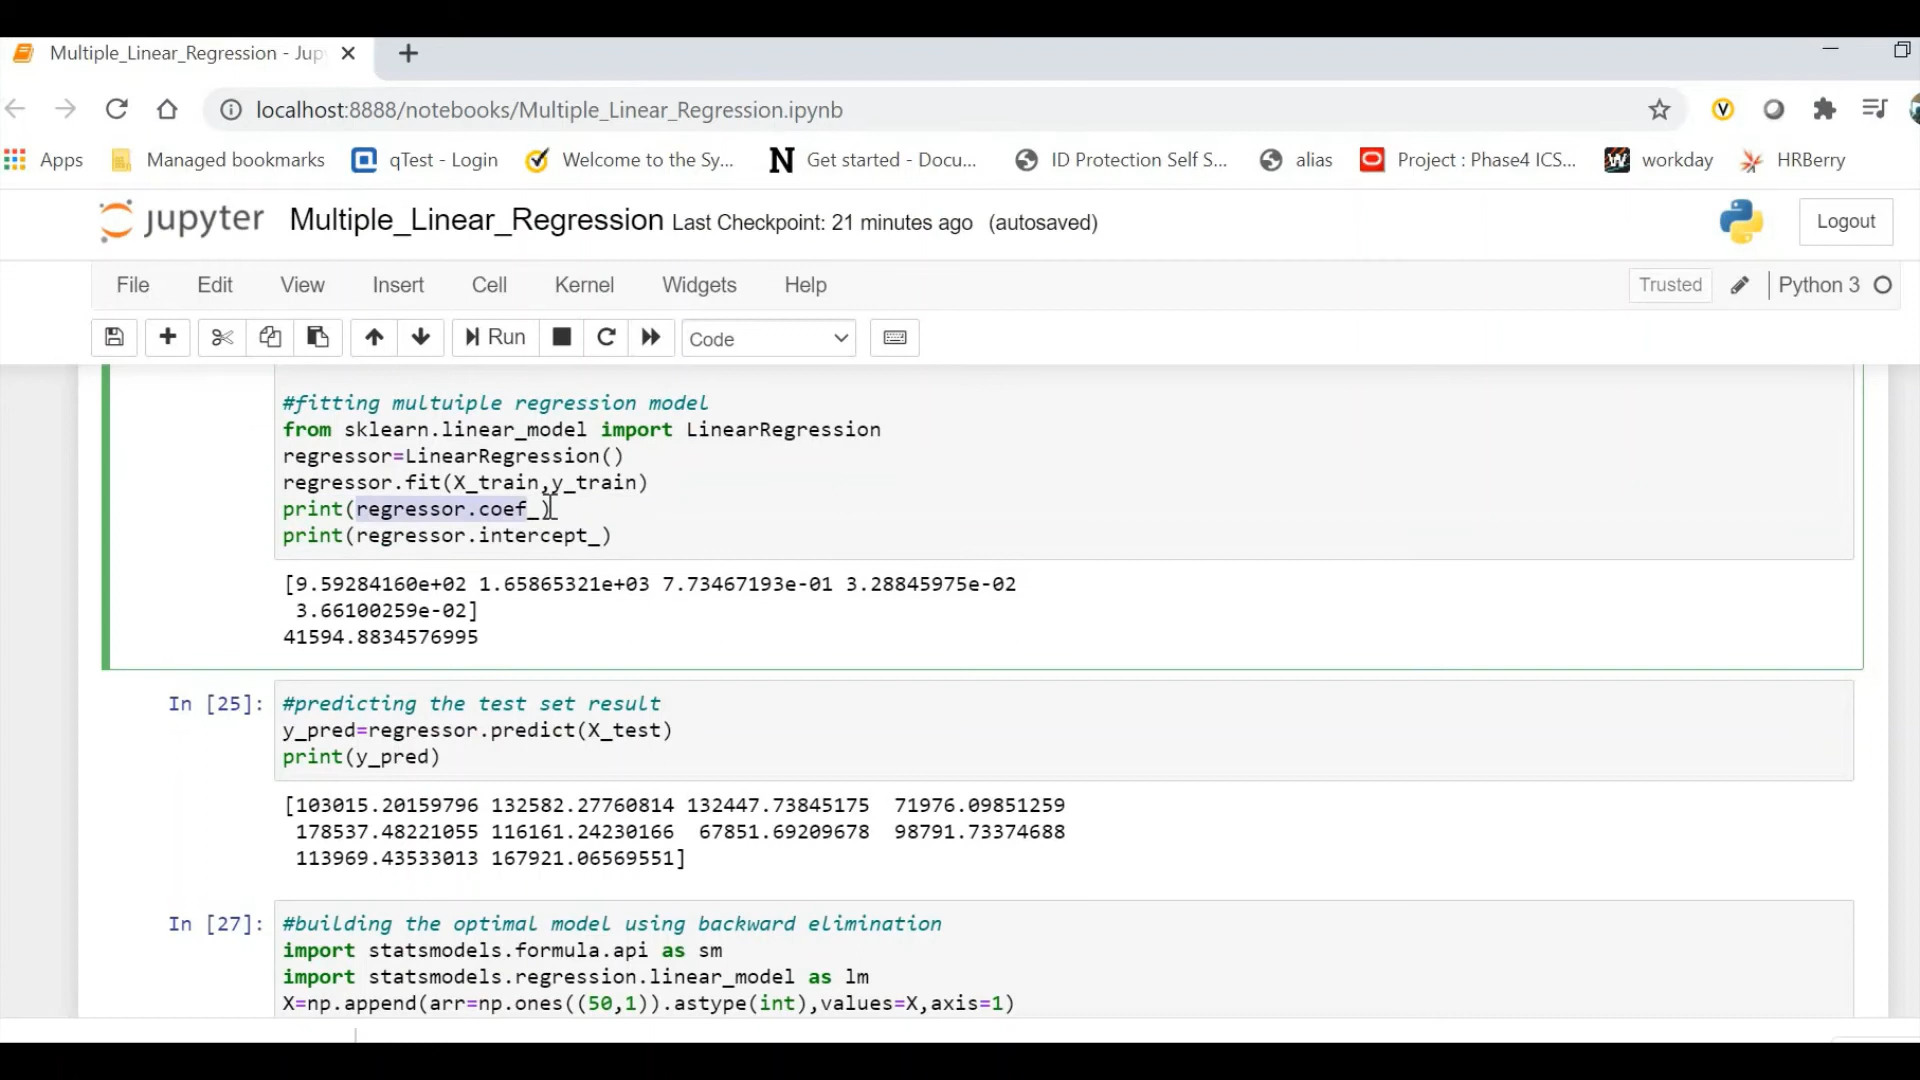 Multiple_Linear_Regression - Jup
localhost:8888/notebooks/Multiple_Linear_Regression.ipynb
Apps Managed bookmarks qTest - Login Welcome to the Sy... Get started - Docu... ID Protection Self S... alias Project : Phase4 ICS... workday HRBerry
jupyter Multiple_Linear_Regression Last Checkpoint: 21 minutes ago (autosaved) Logout
File Edit View Insert Cell Kernel Widgets Help Trusted Python 3
Run Code
#fitting multuiple regression model
from sklearn.linear_model import LinearRegression
regressor=LinearRegression()
regressor.fit(X_train,y_train)
print(regressor.coef_)
print(regressor.intercept_)
[9.59284160e+02 1.65865321e+03 7.73467193e-01 3.28845975e-02
3.66100259e-02]
41594.8834576995
In [25]: #predicting the test set result
y_pred=regressor.predict(X_test)
print(y_pred)
[103015.20159796 132582.27760814 132447.73845175 71976.09851259
178537.48221055 116161.24230166 67851.69209678 98791.73374688
113969.43533013 167921.06569551]
In [27]: #building the optimal model using backward elimination
import statsmodels.formula.api as sm
import statsmodels.regression.linear_model as lm
X=np.append(arr=np.ones((50,1)).astype(int),values=X,axis=1)